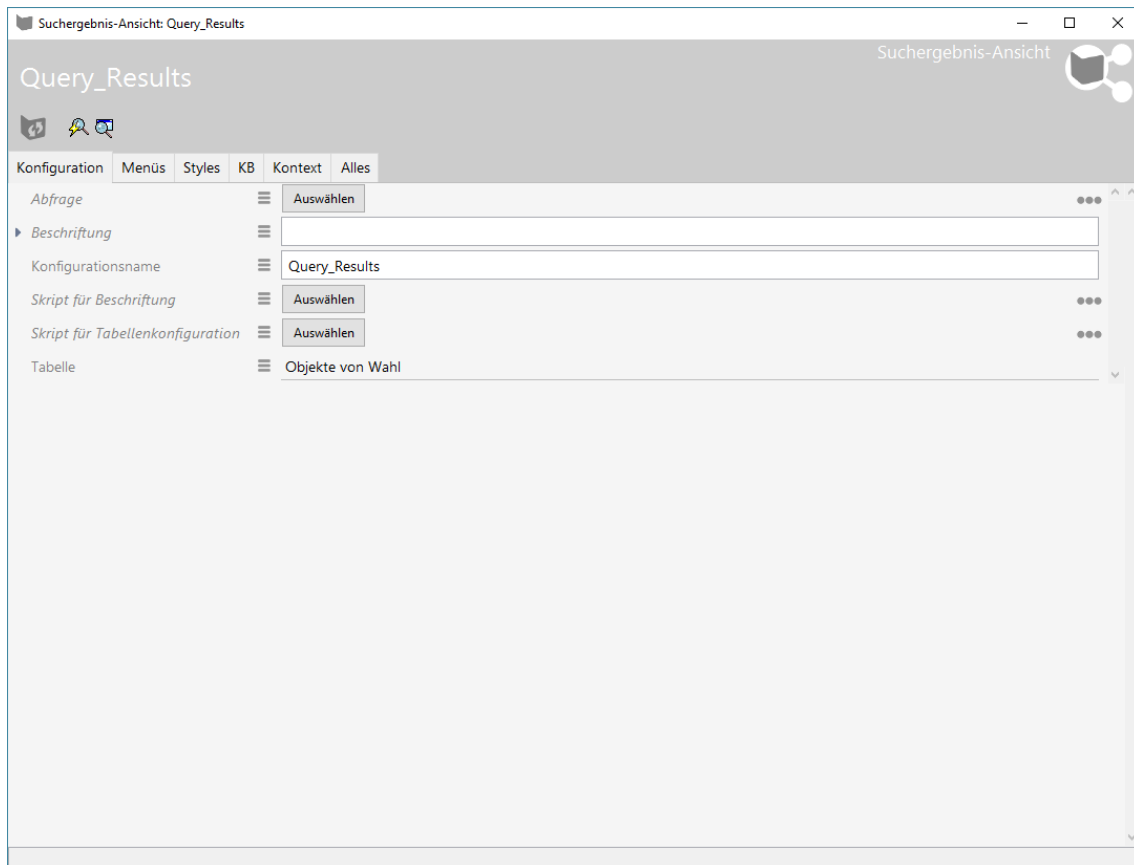 Suchergebnis-Ansicht: Query_Results
Suchergebnis-Ansicht
Query_Results
Konfiguration Menüs Styles KB Kontext Alles
Abfrage Auswählen
Beschriftung
Konfigurationsname Query_Results
Skript für Beschriftung Auswählen
Skript für Tabellenkonfiguration Auswählen
Tabelle Objekte von Wahl